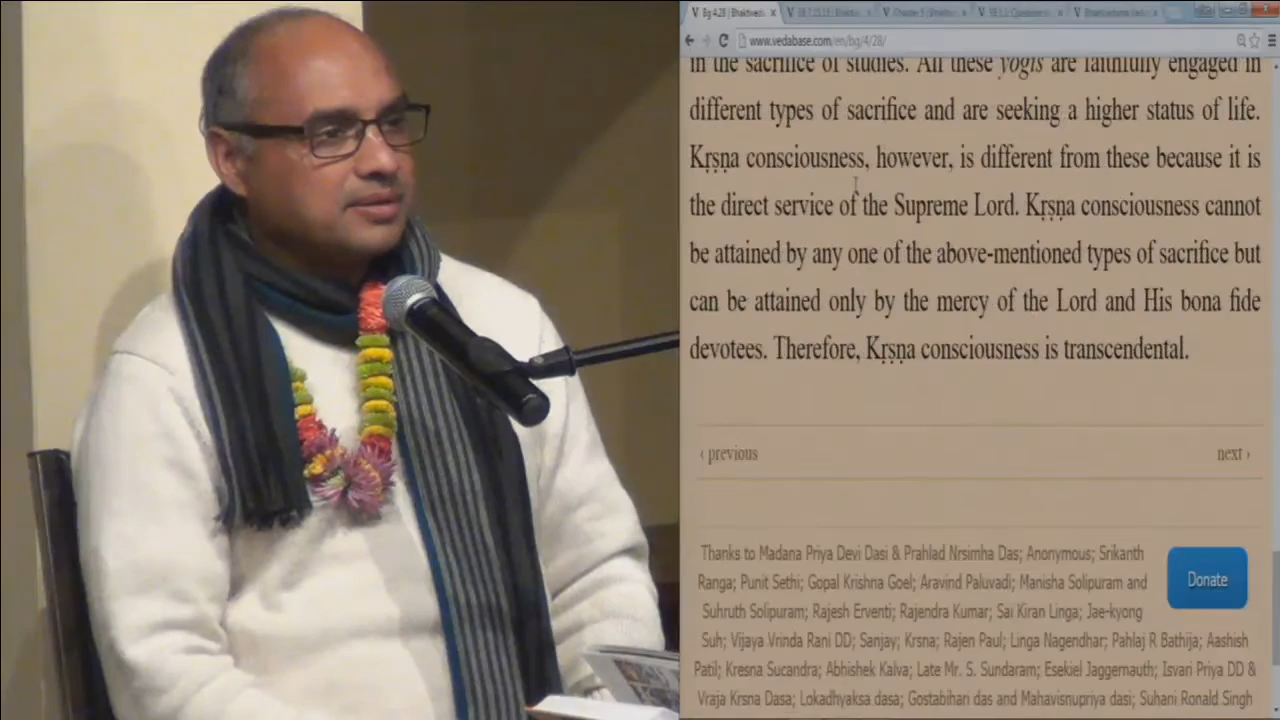 Bg 4.28 | Bhaktived
www.vedabase.com/en/bg/4/28/
in the sacrifice of studies. All these yogīs are faithfully engaged in
different types of sacrifice and are seeking a higher status of life.
Kṛṣṇa consciousness, however, is different from these because it is
the direct service of the Supreme Lord. Kṛṣṇa consciousness cannot
be attained by any one of the above-mentioned types of sacrifice but
can be attained only by the mercy of the Lord and His bona fide
devotees. Therefore, Kṛṣṇa consciousness is transcendental.
‹ previous
next ›
Thanks to Madana Priya Devi Dasi & Prahlad Nrsimha Das; Anonymous; Srikanth
Ranga; Punit Sethi; Gopal Krishna Goel; Aravind Paluvadi; Manisha Solipuram and
Donate
Suhruth Solipuram; Rajesh Erventi; Rajendra Kumar; Sai Kiran Linga; Jae-kyong
Suh; Vijaya Vrinda Rani DD; Sanjay; Krsna; Rajen Paul; Linga Nagendhar; Pahlaj R Bathija; Aashish
Patil; Kresna Sucandra; Abhishek Kalva; Late Mr. S. Sundaram; Esekiel Jaggernauth; Isvari Priya DD &
Vraja Krsna Dasa; Lokadhyaksa dasa; Gostabihari das and Mahavisnupriya dasi; Suhani Ronald Singh